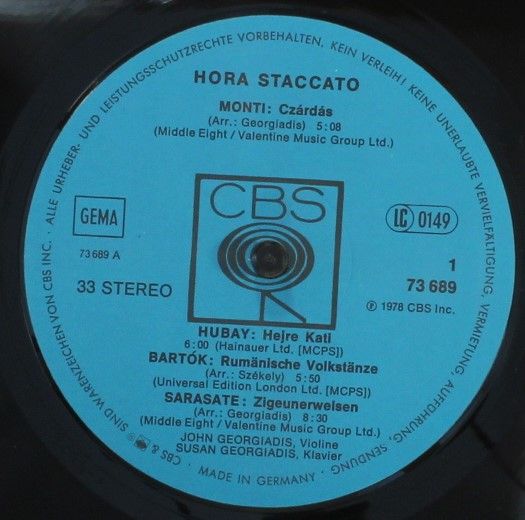 ALLE URHEBER- UND LEISTUNGSSCHUTZRECHTE VORBEHALTEN. KEIN VERLEIH! KEINE UNERLAUBTE VERVIELFÄLTIGUNG, VERMIETUNG, AUFFÜHRUNG, SENDUNG
HORA STACCATO
MONTI: Czárdás
(Arr.: Georgiadis) 5:08
(Middle Eight / Valentine Music Group Ltd.)
CBS
GEMA
LC 0149
73 689 A
33 STEREO
1
73 689
℗ 1978 CBS Inc.
HUBAY: Hejre Kati
6:00 (Hainauer Ltd. [MCPS])
BARTÓK: Rumänische Volkstänze
(Arr.: Székely) 5:50
(Universal Edition London Ltd. [MCPS])
SARASATE: Zigeunerweisen
(Arr.: Georgiadis) 8:30
(Middle Eight / Valentine Music Group Ltd.)
JOHN GEORGIADIS, Violine
SUSAN GEORGIADIS, Klavier
CBS & SIND WARENZEICHEN VON CBS INC.
MADE IN GERMANY